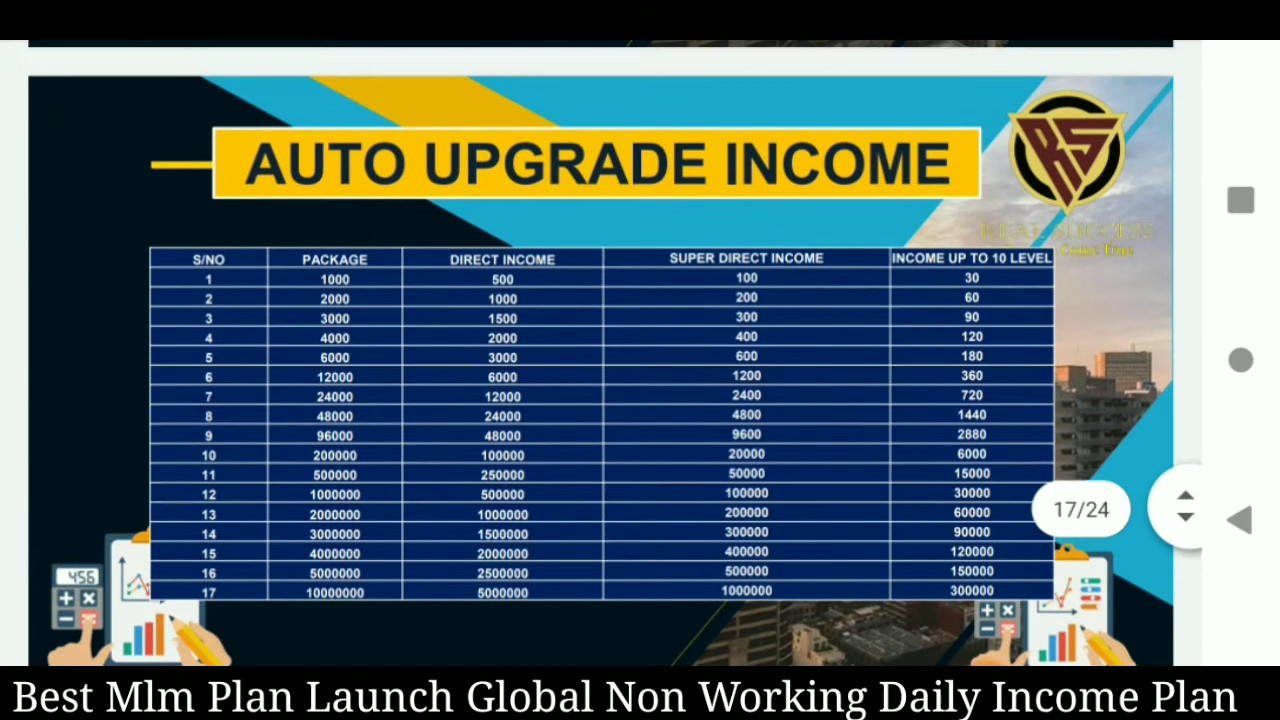 AUTO UPGRADE INCOME
RS
REAL SUCCESS
Come True
S/NO PACKAGE DIRECT INCOME SUPER DIRECT INCOME INCOME UP TO 10 LEVEL
1 1000 500 100 30
2 2000 1000 200 60
3 3000 1500 300 90
4 4000 2000 400 120
5 6000 3000 600 180
6 12000 6000 1200 360
7 24000 12000 2400 720
8 48000 24000 4800 1440
9 96000 48000 9600 2880
10 200000 100000 20000 6000
11 500000 250000 50000 15000
12 1000000 500000 100000 30000
13 2000000 1000000 200000 60000
14 3000000 1500000 300000 90000
15 4000000 2000000 400000 120000
16 5000000 2500000 500000 150000
17 10000000 5000000 1000000 300000
17/24
456
Best Mlm Plan Launch Global Non Working Daily Income Plan